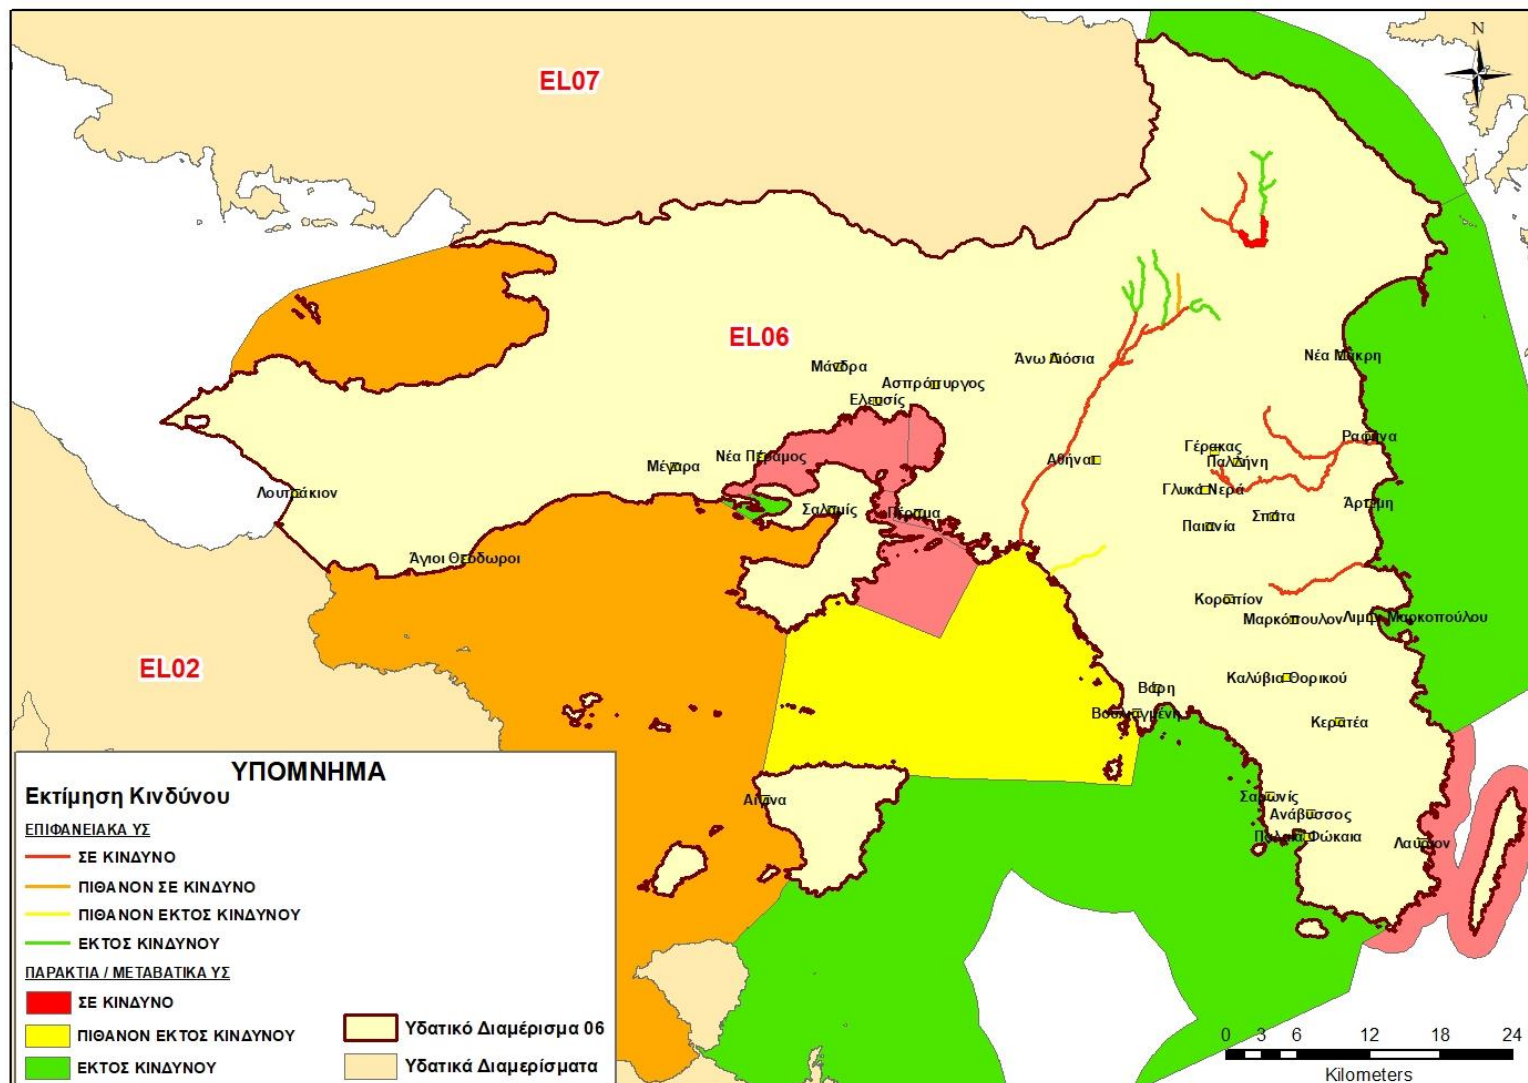 N
EL07
EL06
Μάνδρα
Άνω Λιόσια
Νέα Μάκρη
Ασπρόπυργος
Ελευσίς
Ραφήνα
Γέρακας
Νέα Πέραμος
Αθήναι
Παλλήνη
Μέγαρα
Λουτράκιον
Γλυκά Νερά
Σαλαμίς
Πέραμα
Σπάτα
Άρτεμη
Παιανία
Άγιοι Θεόδωροι
Κορωπίον
Μαρκόπουλον
Λιμήν Μαρκοπούλου
EL02
Καλύβια Θορικού
Βάρη
Βουλιαγμένη
Κερατέα
Αίγινα
Σαρωνίς
Ανάβυσσος
Παλαιά Φώκαια
Λαύριον
ΥΠΟΜΝΗΜΑ
Εκτίμηση Κινδύνου
ΕΠΙΦΑΝΕΙΑΚΑ ΥΣ
ΣΕ ΚΙΝΔΥΝΟ
ΠΙΘΑΝΟΝ ΣΕ ΚΙΝΔΥΝΟ
ΠΙΘΑΝΟΝ ΕΚΤΟΣ ΚΙΝΔΥΝΟΥ
ΕΚΤΟΣ ΚΙΝΔΥΝΟΥ
ΠΑΡΑΚΤΙΑ / ΜΕΤΑΒΑΤΙΚΑ ΥΣ
ΣΕ ΚΙΝΔΥΝΟ
ΠΙΘΑΝΟΝ ΕΚΤΟΣ ΚΙΝΔΥΝΟΥ
ΕΚΤΟΣ ΚΙΝΔΥΝΟΥ
Υδατικό Διαμέρισμα 06
Υδατικά Διαμερίσματα
0 3 6 12 18 24
Kilometers